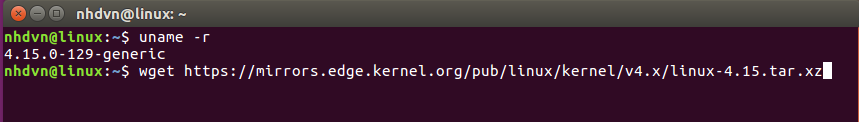 nhdvn@linux: ~
nhdvn@linux:~$ uname -r
4.15.0-129-generic
nhdvn@linux:~$ wget https://mirrors.edge.kernel.org/pub/linux/kernel/v4.x/linux-4.15.tar.xz